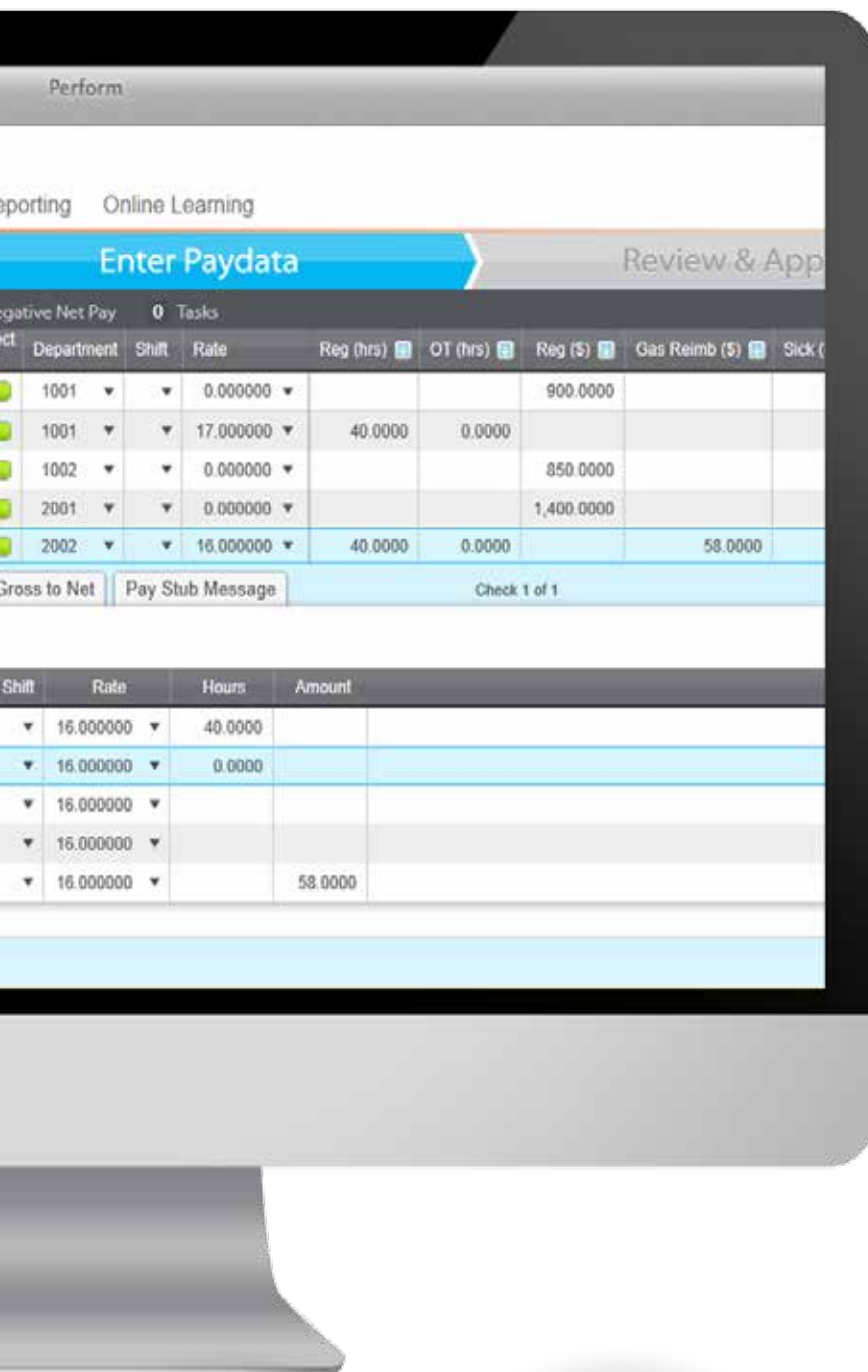 Perform
eporting Online Learning
Enter Paydata Review & App
egative Net Pay 0 Tasks
ect Department Shift Rate Reg (hrs) OT (hrs) Reg ($) Gas Reimb ($) Sick (
1001 0.000000 900.0000
1001 17.000000 40.0000 0.0000
1002 0.000000 850.0000
2001 0.000000 1,400.0000
2002 16.000000 40.0000 0.0000 58.0000
Gross to Net Pay Stub Message Check 1 of 1
Shift Rate Hours Amount
16.000000 40.0000
16.000000 0.0000
16.000000
16.000000
16.000000 58.0000